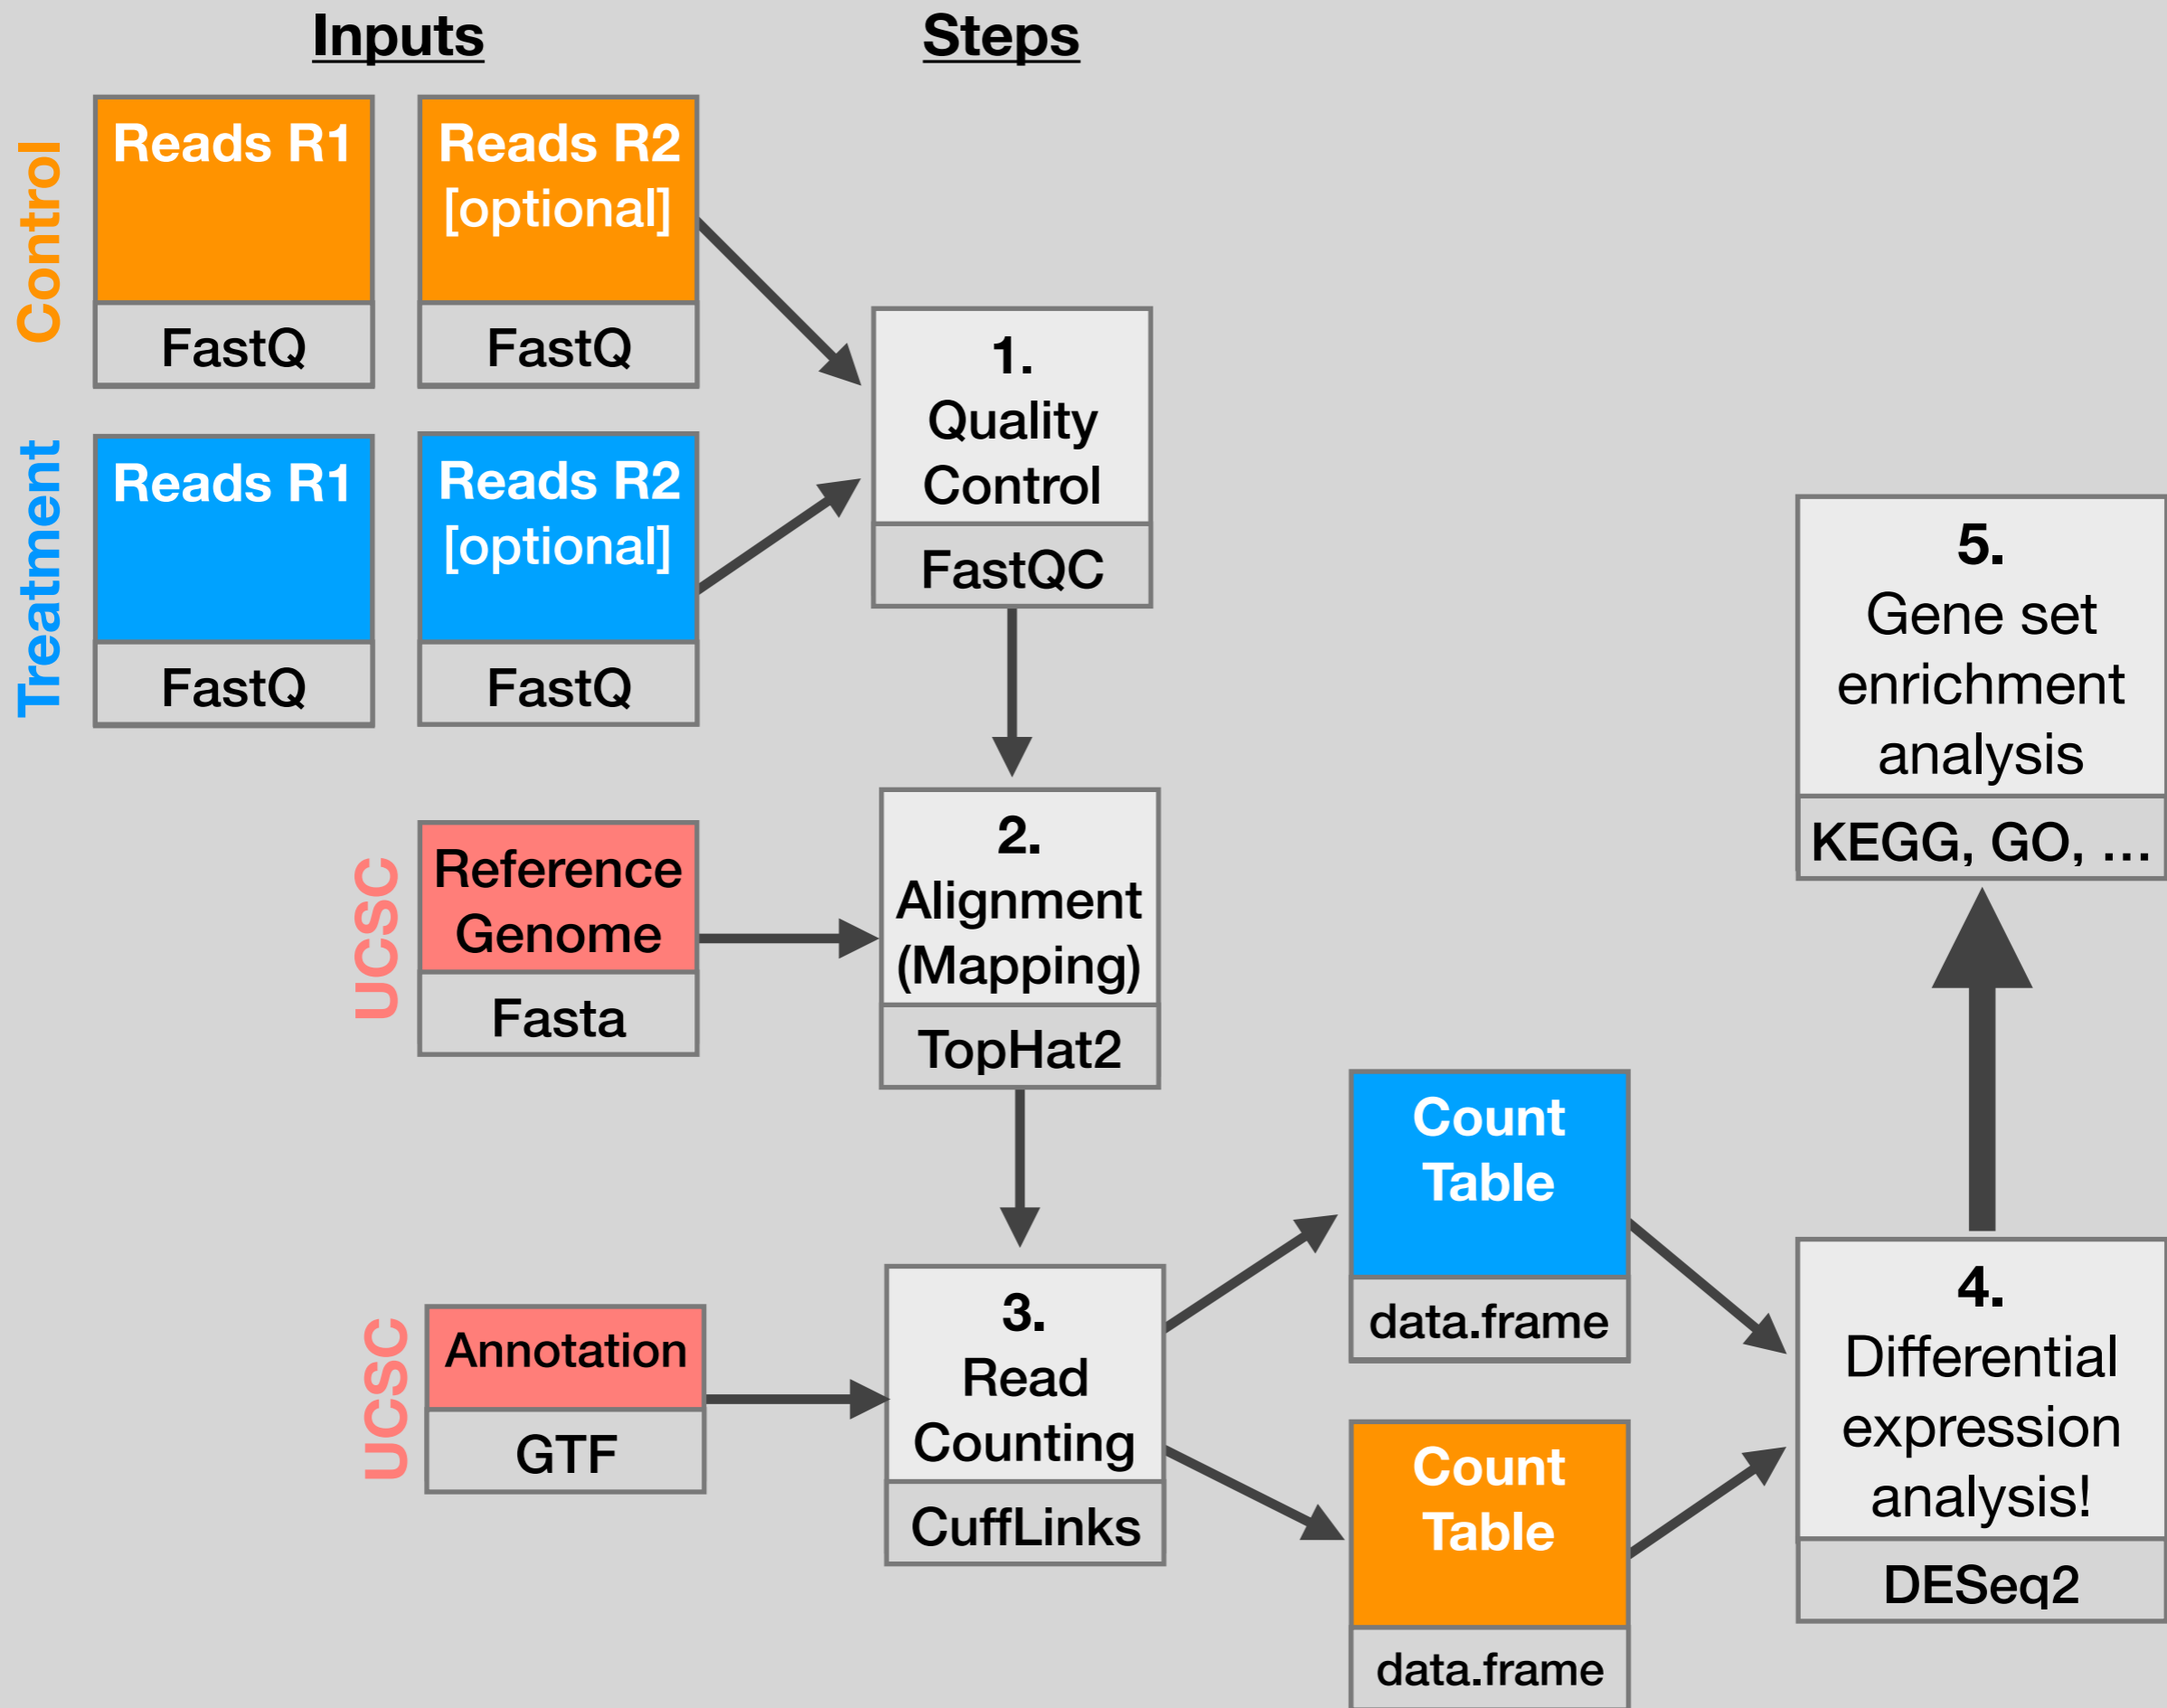 Inputs
Steps
Control
Reads R1
FastQ
Reads R2
[optional]
FastQ
Treatment
Reads R1
FastQ
Reads R2
[optional]
FastQ
1.
Quality
Control
FastQC
UCSC
Reference
Genome
Fasta
2.
Alignment
(Mapping)
TopHat2
UCSC
Annotation
GTF
3.
Read
Counting
CuffLinks
Count
Table
data.frame
Count
Table
data.frame
4.
Differential
expression
analysis!
DESeq2
5.
Gene set
enrichment
analysis
KEGG, GO, …